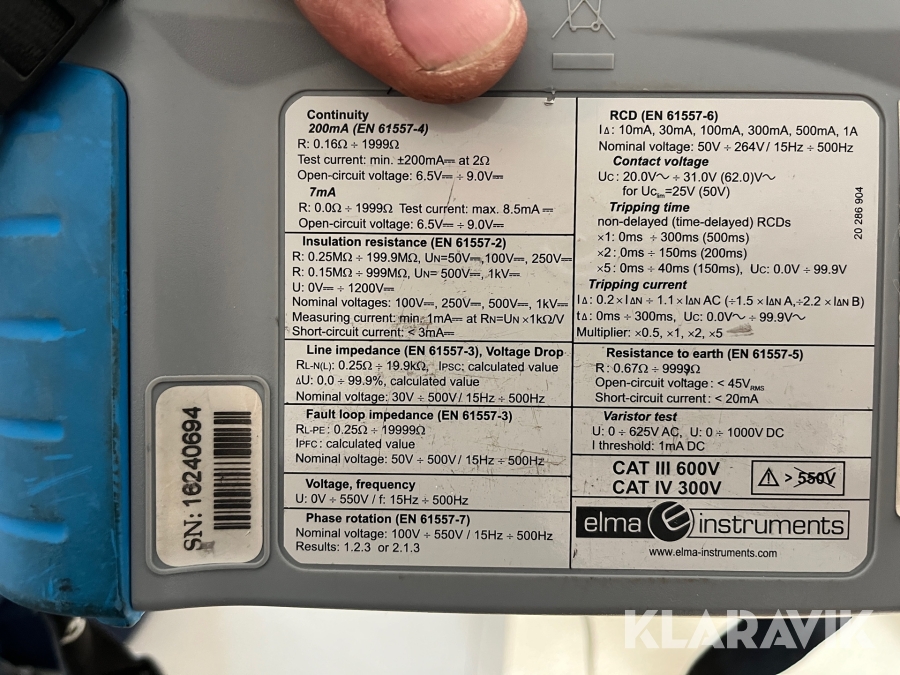 Continuity
200mA (EN 61557-4)
R: 0.16Ω ÷ 1999Ω
Test current: min. ±200mA⎓ at 2Ω
Open-circuit voltage: 6.5V⎓ ÷ 9.0V⎓
7mA
R: 0.0Ω ÷ 1999Ω Test current: max. 8.5mA ⎓
Open-circuit voltage: 6.5V⎓ ÷ 9.0V⎓
Insulation resistance (EN 61557-2)
R: 0.25MΩ ÷ 199.9MΩ, UN=50V⎓,100V⎓, 250V⎓
R: 0.15MΩ ÷ 999MΩ, UN= 500V⎓, 1kV⎓
U: 0V⎓ ÷ 1200V⎓
Nominal voltages: 100V⎓, 250V⎓, 500V⎓, 1kV⎓
Measuring current: min. 1mA⎓ at RN=UN ×1kΩ/V
Short-circuit current: < 3mA⎓
Line impedance (EN 61557-3), Voltage Drop
RL-N(L): 0.25Ω ÷ 19.9kΩ, IPSC: calculated value
ΔU: 0,0 ÷ 99.9%, calculated value
Nominal voltage: 30V ÷ 500V / 15Hz ÷ 500Hz
Fault loop impedance (EN 61557-3)
RL-PE: 0.25Ω ÷ 19999Ω
IPFC: calculated value
Nominal voltage: 50V ÷ 500V / 15Hz ÷ 500Hz
Voltage, frequency
U: 0V ÷ 550V / f: 15Hz ÷ 500Hz
Phase rotation (EN 61557-7)
Nominal voltage: 100V ÷ 550V / 15Hz ÷ 500Hz
Results: 1.2.3 or 2.1.3
RCD (EN 61557-6)
IΔ: 10mA, 30mA, 100mA, 300mA, 500mA, 1A
Nominal voltage: 50V ÷ 264V / 15Hz ÷ 500Hz
Contact voltage
UC: 20.0V∿ ÷ 31.0V (62.0)V∿
for UClim=25V (50V)
Tripping time
non-delayed (time-delayed) RCDs
×1: 0ms ÷ 300ms (500ms)
×2: 0ms ÷ 150ms (200ms)
×5: 0ms ÷ 40ms (150ms), UC: 0.0V ÷ 99.9V
Tripping current
IΔ: 0.2×IΔN ÷ 1.1×IΔN AC (÷1.5 ×IΔN A,÷2.2 ×IΔN B)
tΔ: 0ms ÷ 300ms, UC: 0.0V∿ ÷ 99.9V∿
Multiplier: ×0.5, ×1, ×2, ×5
Resistance to earth (EN 61557-5)
R: 0.67Ω ÷ 9999Ω
Open-circuit voltage: < 45VRMS
Short-circuit current: < 20mA
Varistor test
U: 0 ÷ 625V AC, U: 0 ÷ 1000V DC
I threshold: 1mA DC
CAT III 600V
CAT IV 300V
⚠ > 550V
elma instruments
www.elma-instruments.com
20 286 904
SN: 16240694
KLARAVIK